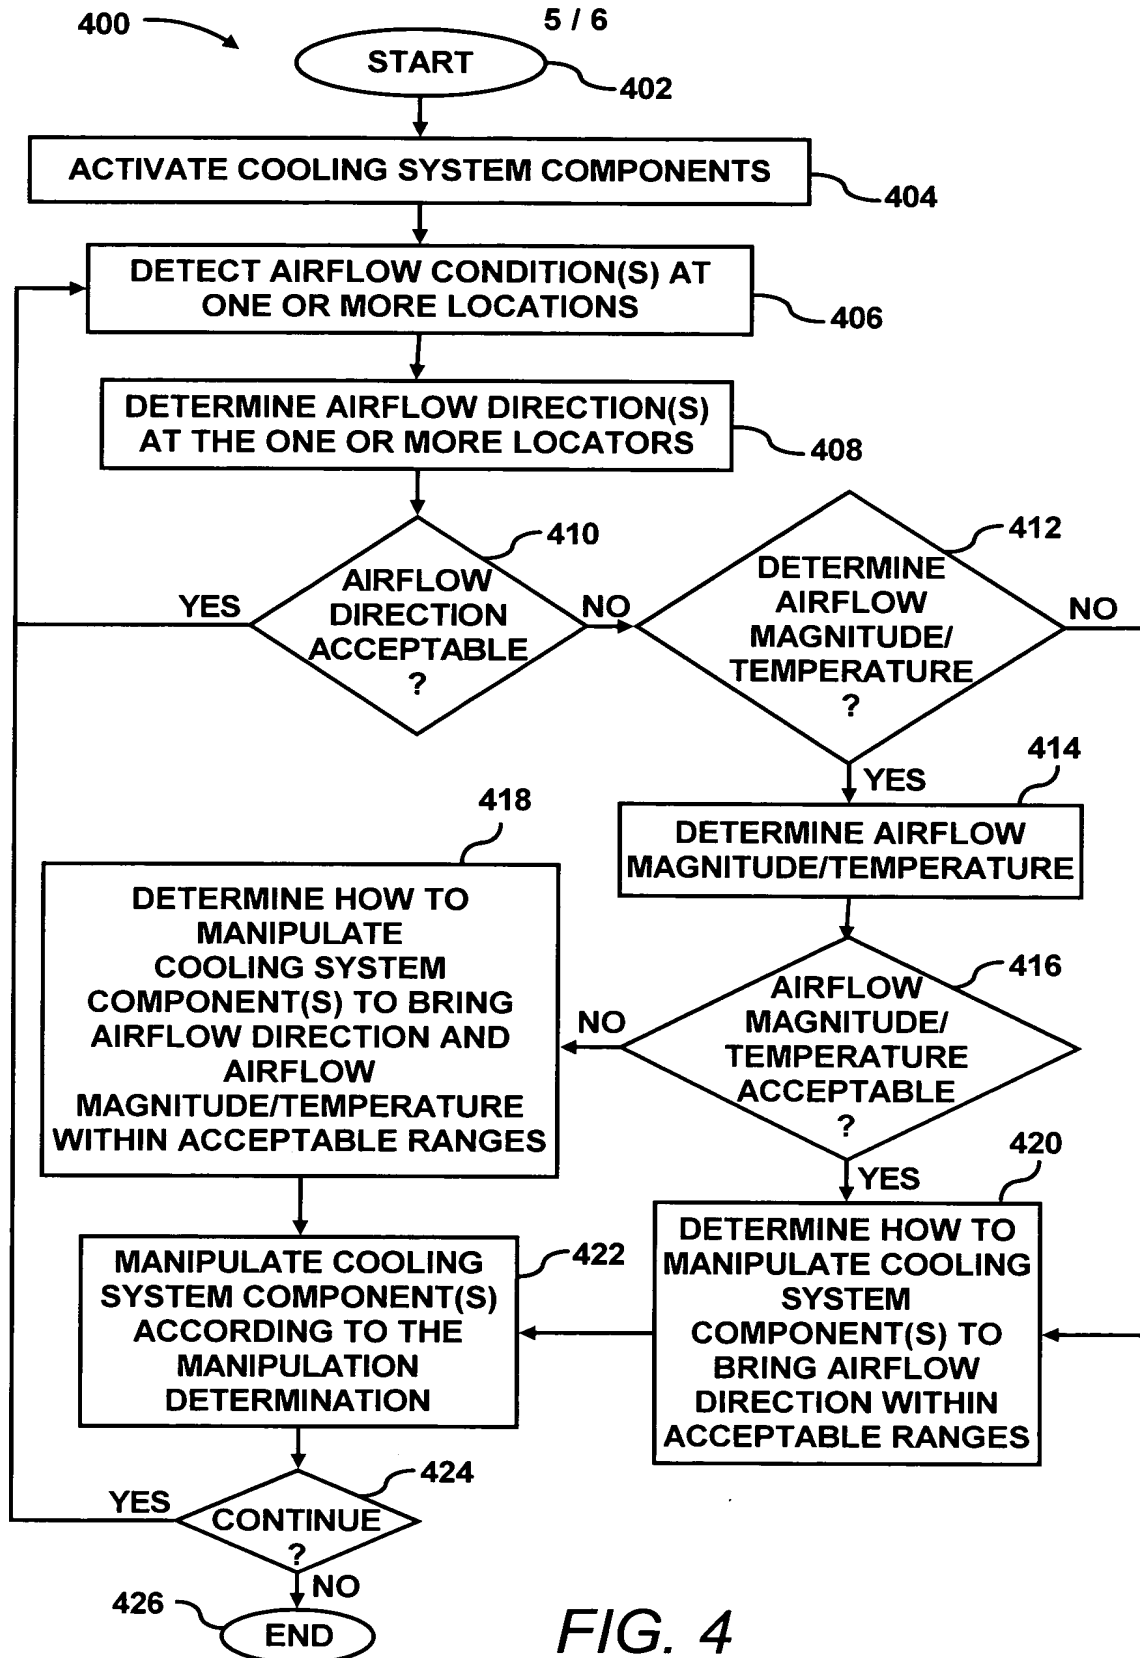 5 / 6
400
START
402
ACTIVATE COOLING SYSTEM COMPONENTS
404
DETECT AIRFLOW CONDITION(S) AT
ONE OR MORE LOCATIONS
406
DETERMINE AIRFLOW DIRECTION(S)
AT THE ONE OR MORE LOCATORS
408
410
AIRFLOW
DIRECTION
ACCEPTABLE
?
YES
NO
412
DETERMINE
AIRFLOW
MAGNITUDE/
TEMPERATURE
?
NO
YES
414
DETERMINE AIRFLOW
MAGNITUDE/TEMPERATURE
416
AIRFLOW
MAGNITUDE/
TEMPERATURE
ACCEPTABLE
?
NO
YES
418
DETERMINE HOW TO
MANIPULATE
COOLING SYSTEM
COMPONENT(S) TO BRING
AIRFLOW DIRECTION AND
AIRFLOW
MAGNITUDE/TEMPERATURE
WITHIN ACCEPTABLE RANGES
420
DETERMINE HOW TO
MANIPULATE COOLING
SYSTEM
COMPONENT(S) TO
BRING AIRFLOW
DIRECTION WITHIN
ACCEPTABLE RANGES
422
MANIPULATE COOLING
SYSTEM COMPONENT(S)
ACCORDING TO THE
MANIPULATION
DETERMINATION
424
CONTINUE
?
YES
NO
426
END
FIG. 4